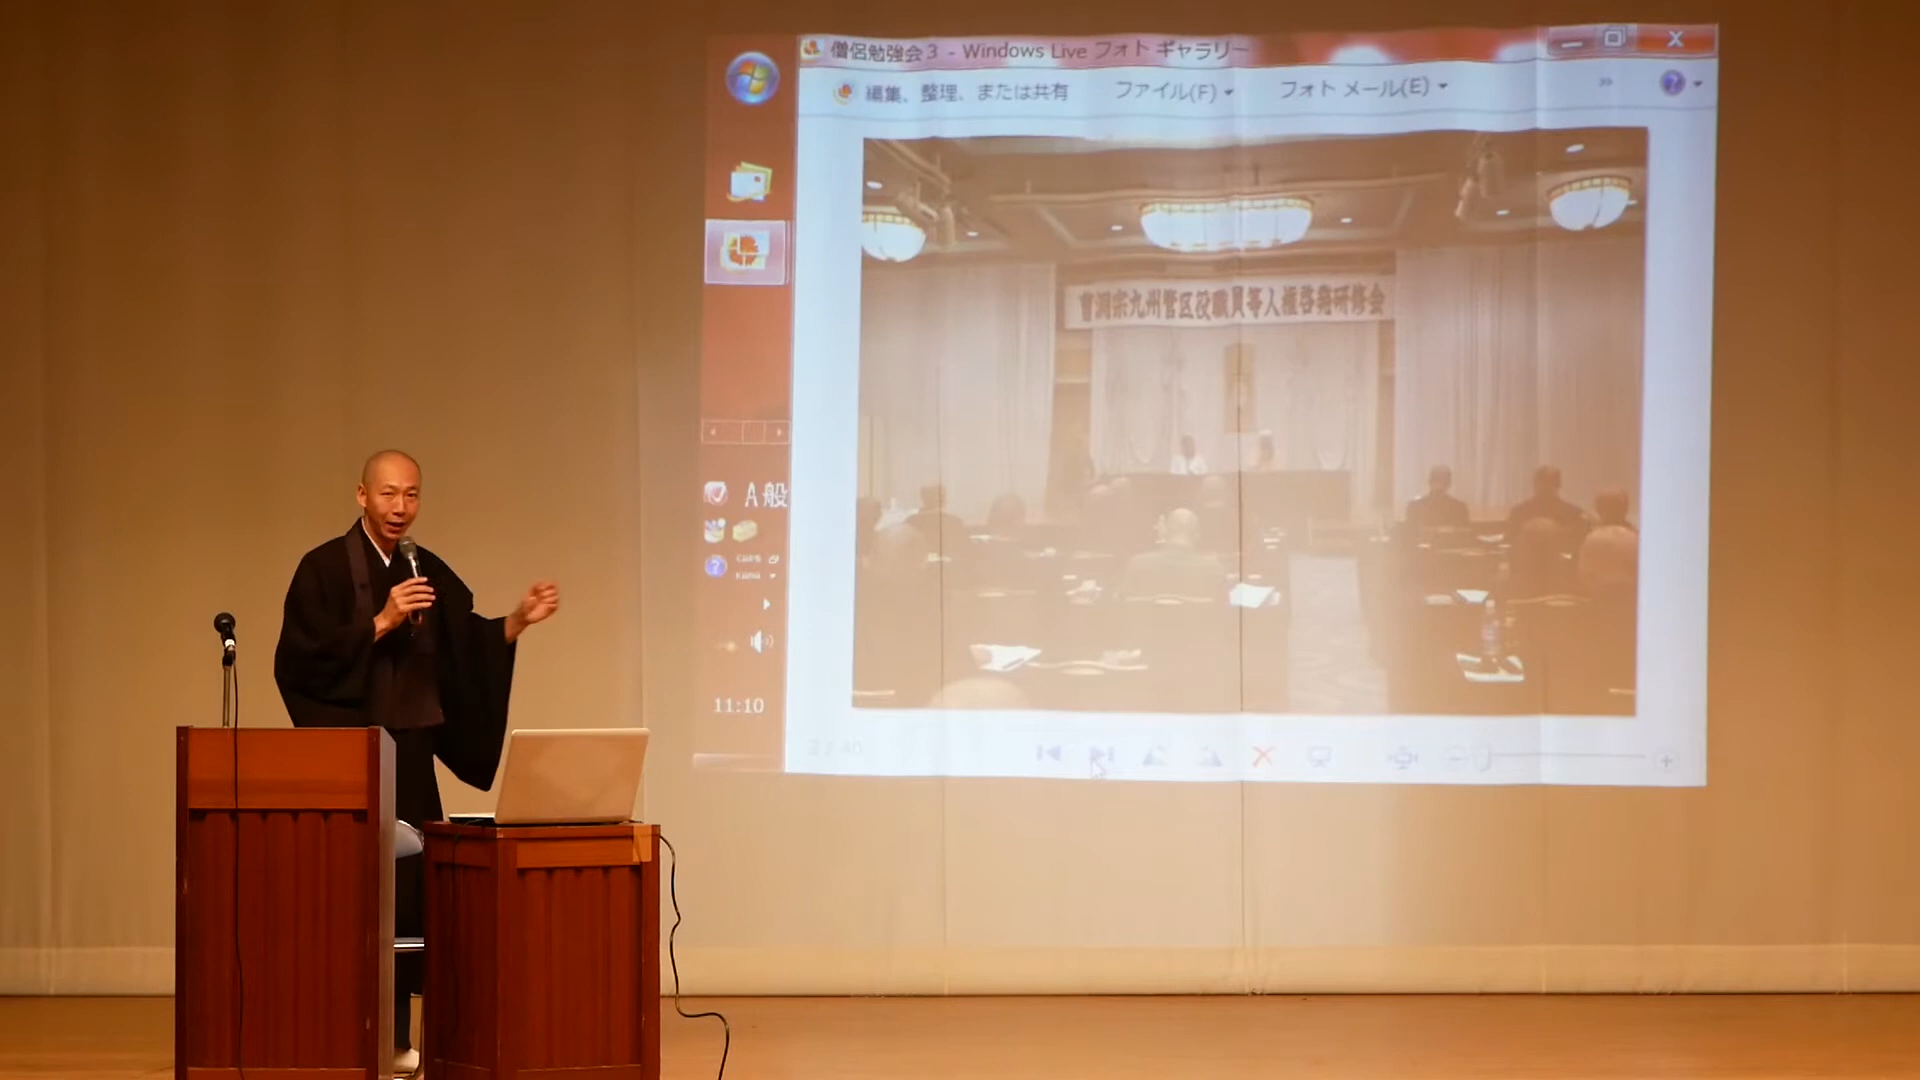 僧侶勉強会３ - Windows Live フォト ギャラリー
編集、整理、または共有
ファイル(F)
フォト メール(E)
»
曹洞宗九州管区役職員等人権啓発研修会
A 般
CAPS
KANA
11:10